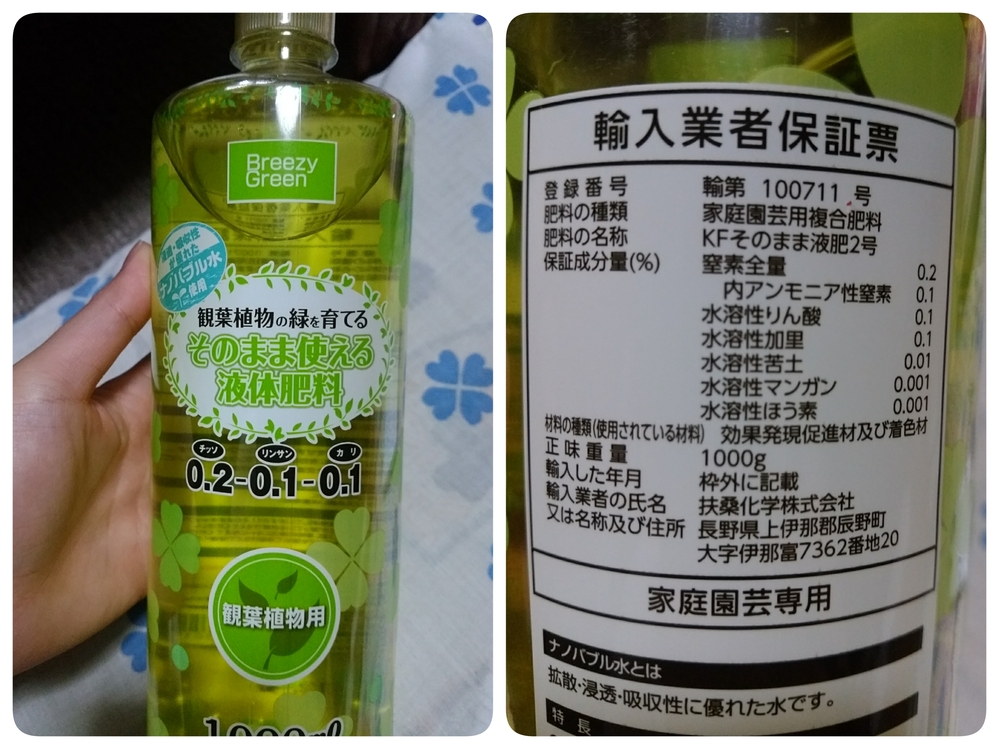 Breezy
Green
ナノバブル水
使用
観葉植物の緑を育てる
そのまま使える
液体肥料
チッソ リンサン カリ
0.2-0.1-0.1
観葉植物用
1000ml
輸入業者保証票
登録番号 輸第 100711 号
肥料の種類 家庭園芸用複合肥料
肥料の名称 KFそのまま液肥2号
保証成分量(%) 窒素全量 0.2
内アンモニア性窒素 0.1
水溶性りん酸 0.1
水溶性加里 0.1
水溶性苦土 0.01
水溶性マンガン 0.001
水溶性ほう素 0.001
材料の種類(使用されている材料) 効果発現促進材及び着色材
正味重量 1000g
輸入した年月 枠外に記載
輸入業者の氏名 扶桑化学株式会社
又は名称及び住所 長野県上伊那郡辰野町
大字伊那富7362番地20
家庭園芸専用
ナノバブル水とは
拡散・浸透・吸収性に優れた水です。
特長